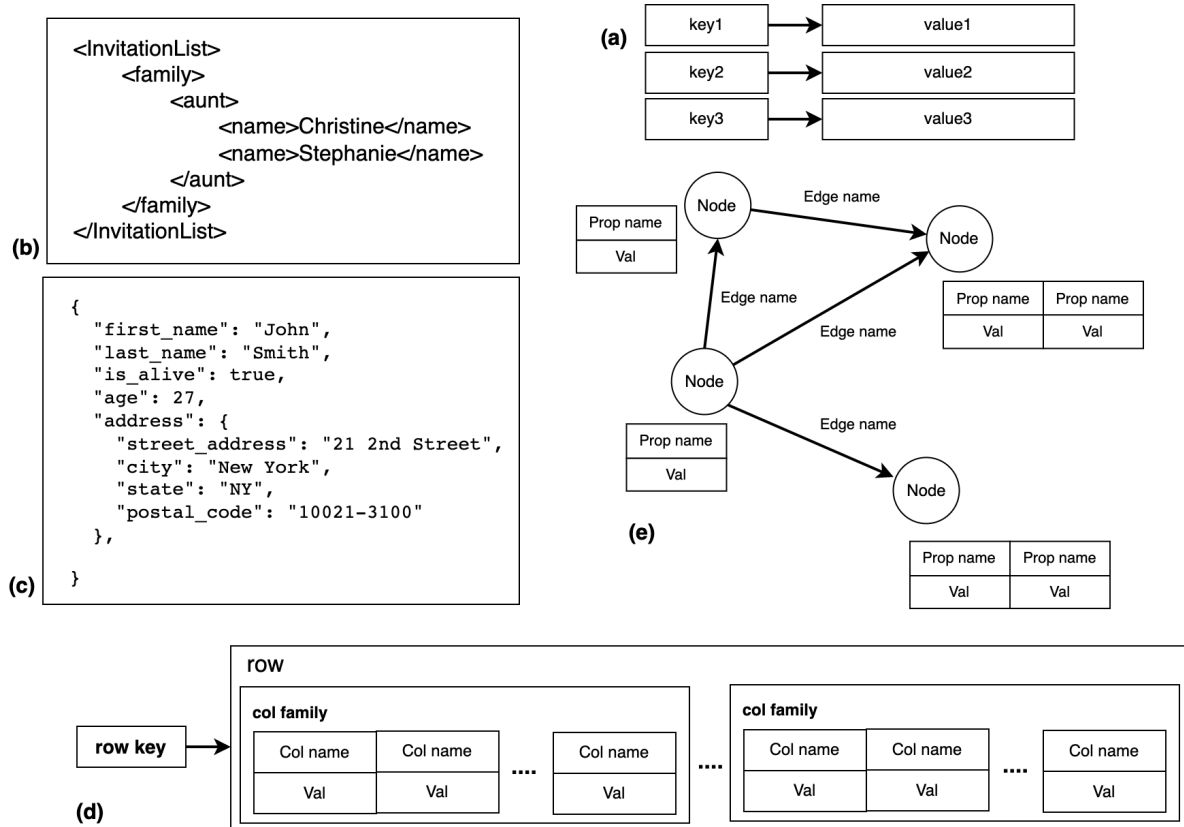 (a)
key1
value1
key2
value2
key3
value3
(b)
<InvitationList>
<family>
<aunt>
<name>Christine</name>
<name>Stephanie</name>
</aunt>
</family>
</InvitationList>
(c)
{
"first_name": "John",
"last_name": "Smith",
"is_alive": true,
"age": 27,
"address": {
"street_address": "21 2nd Street",
"city": "New York",
"state": "NY",
"postal_code": "10021-3100"
},
}
Node
Edge name
Node
Prop name
Val
Edge name
Prop name Prop name
Val Val
Edge name
Node
Prop name
Val
Edge name
Node
(e)
Prop name Prop name
Val Val
row
row key
col family
Col name Col name .... Col name
Val Val Val
....
col family
Col name Col name .... Col name
Val Val Val
(d)